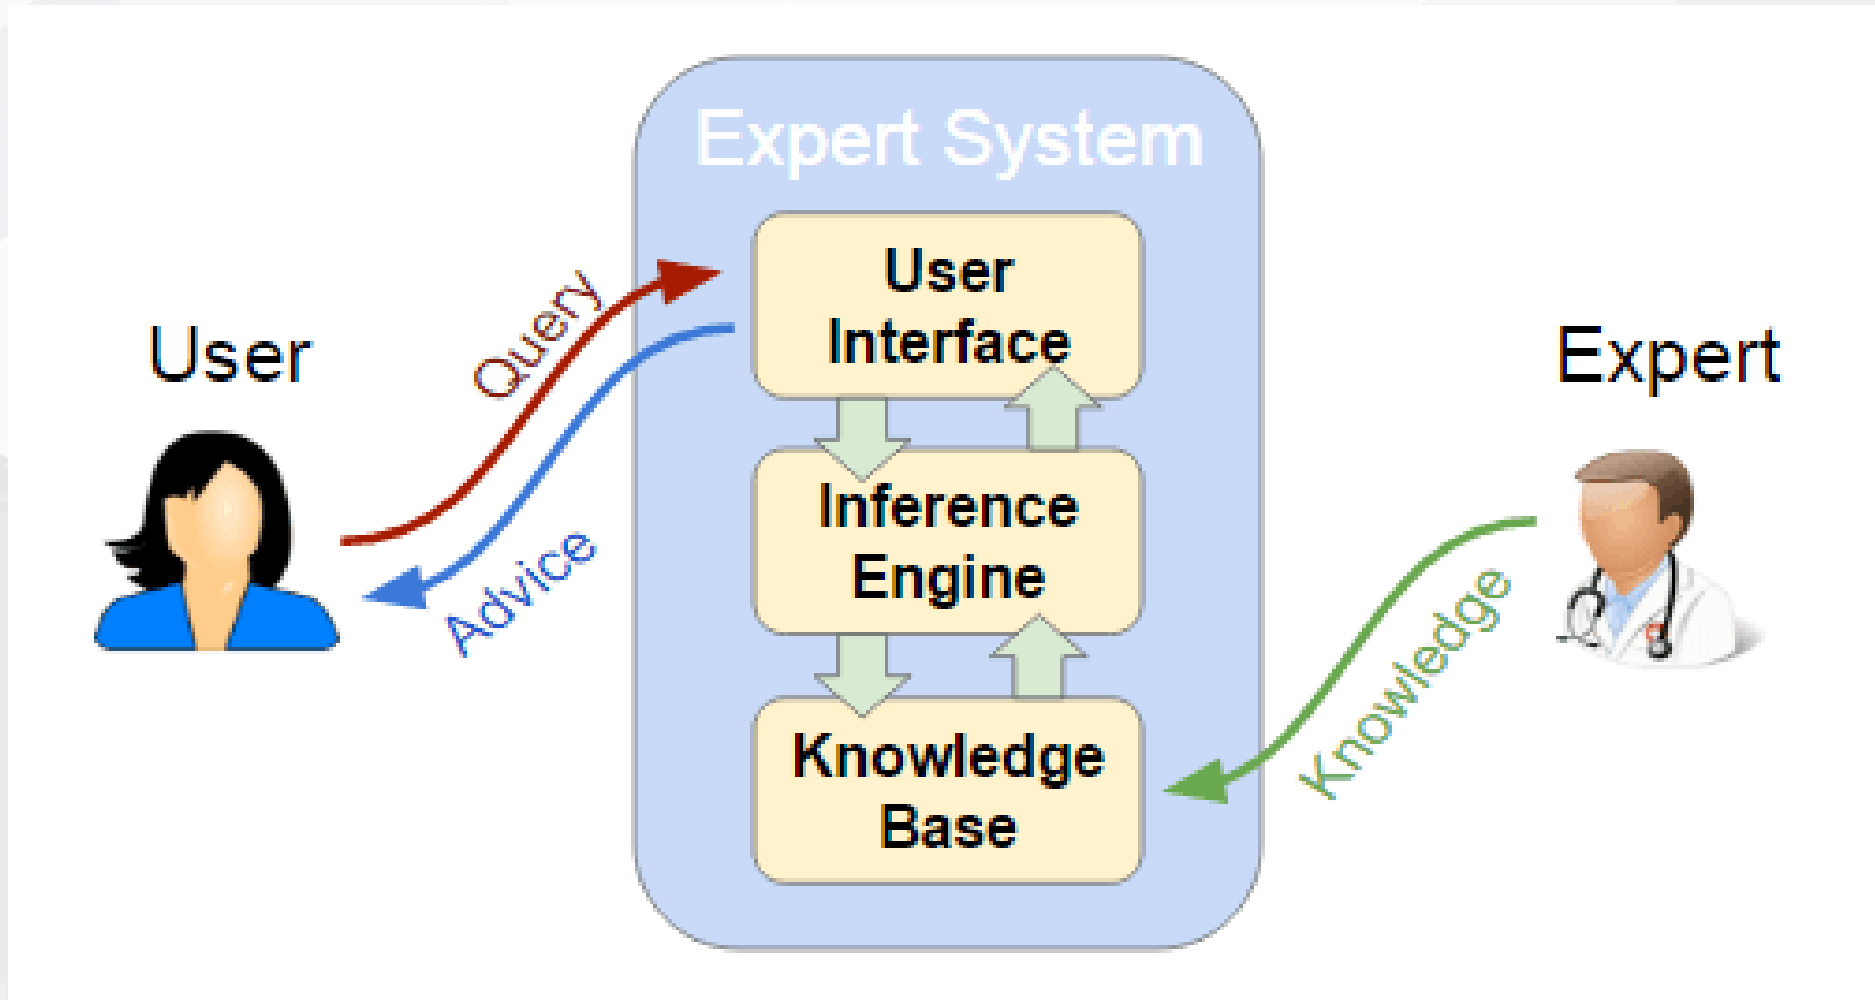 Expert System
User
Interface
Query
User
Expert
Advice
Inference
Engine
Knowledge
Knowledge
Base